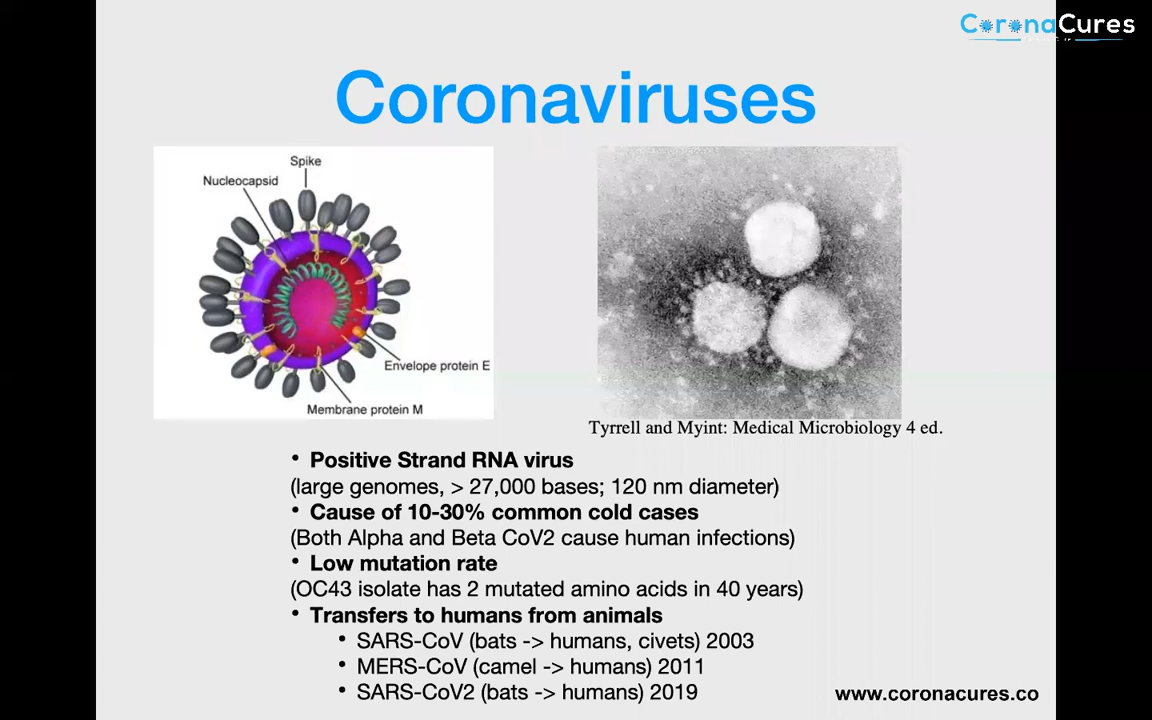 CoronaCures
Coronaviruses
Spike
Nucleocapsid
Envelope protein E
Membrane protein M
Tyrrell and Myint: Medical Microbiology 4 ed.
• Positive Strand RNA virus
(large genomes, > 27,000 bases; 120 nm diameter)
• Cause of 10-30% common cold cases
(Both Alpha and Beta CoV2 cause human infections)
• Low mutation rate
(OC43 isolate has 2 mutated amino acids in 40 years)
• Transfers to humans from animals
• SARS-CoV (bats -> humans, civets) 2003
• MERS-CoV (camel -> humans) 2011
• SARS-CoV2 (bats -> humans) 2019
www.coronacures.co